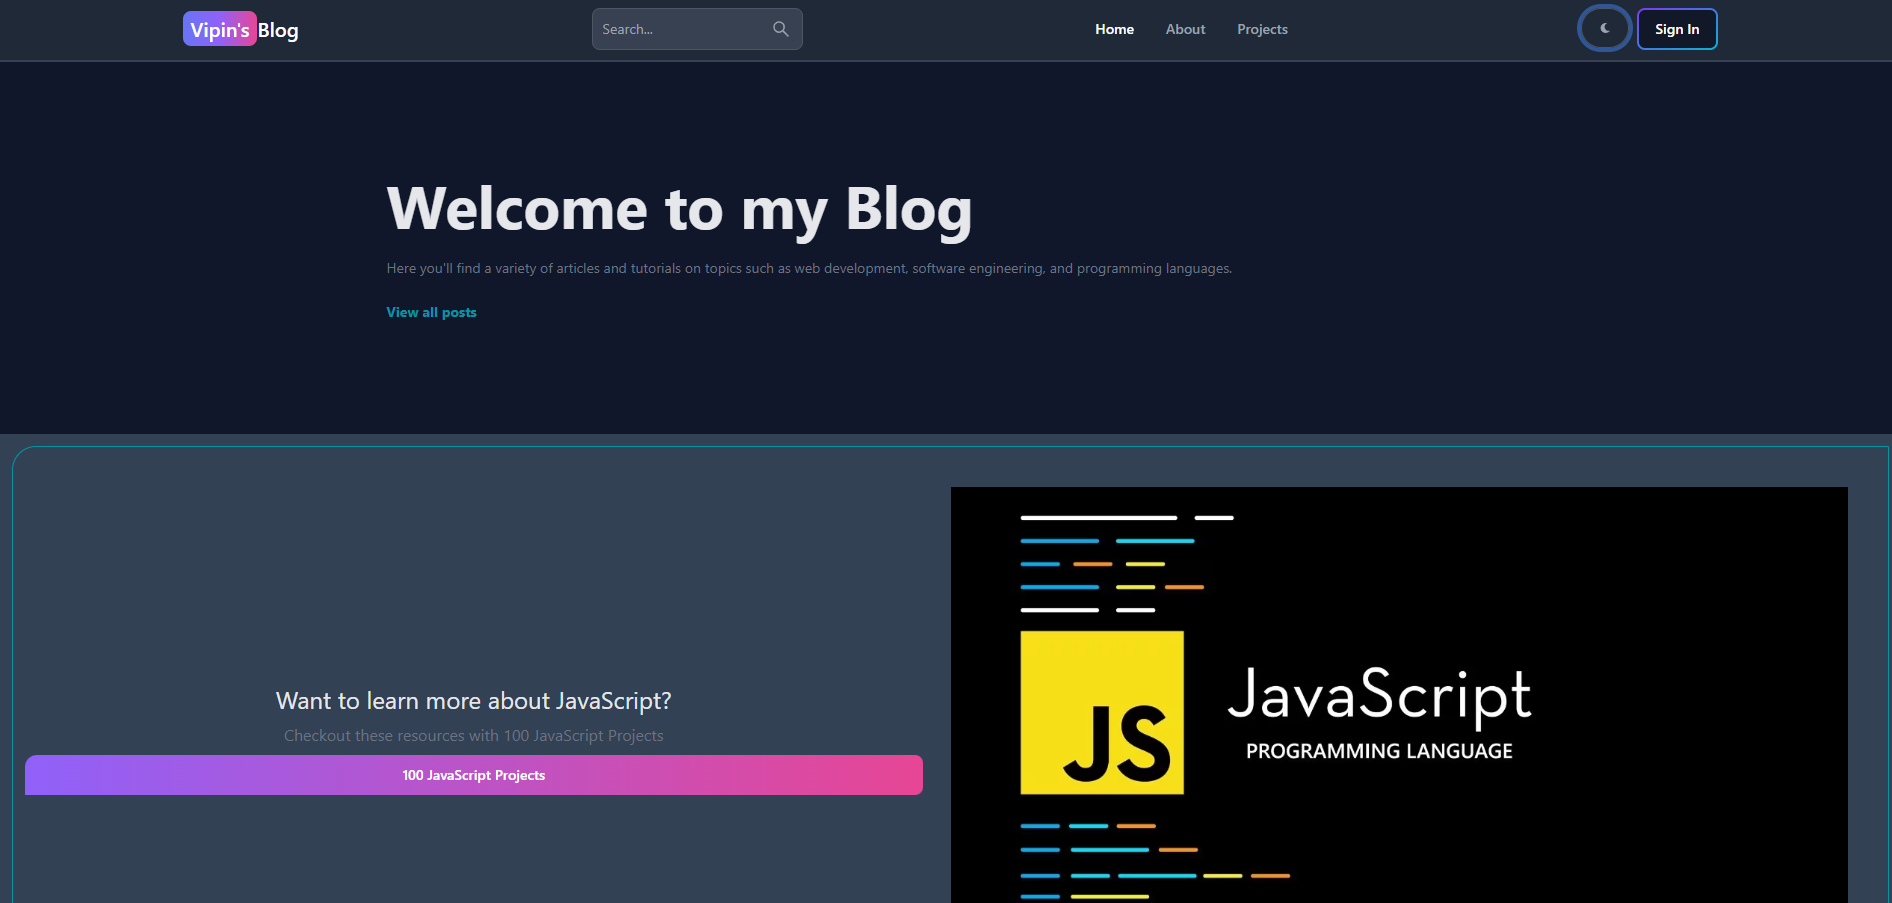 Vipin's Blog
Search...
Home
About
Projects
Sign In
Welcome to my Blog
Here you'll find a variety of articles and tutorials on topics such as web development, software engineering, and programming languages.
View all posts
Want to learn more about JavaScript?
Checkout these resources with 100 JavaScript Projects
100 JavaScript Projects
JS
JavaScript
PROGRAMMING LANGUAGE